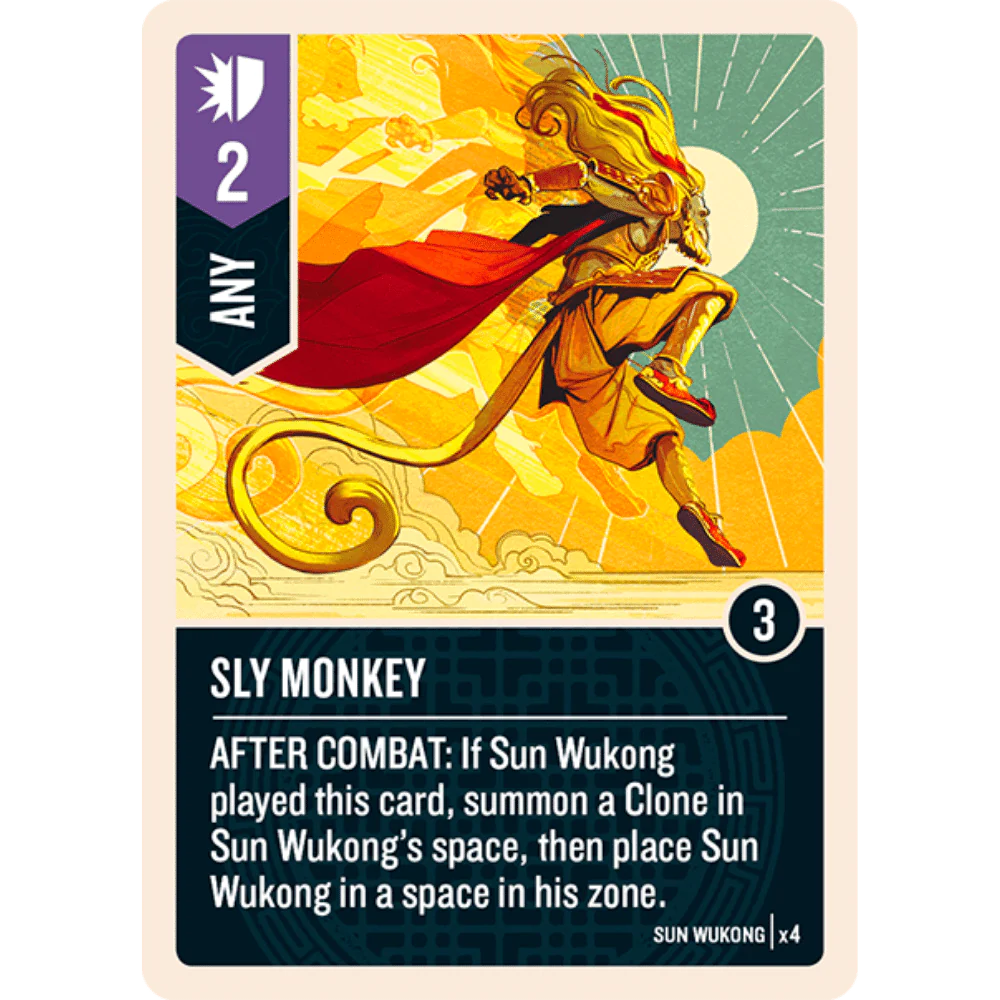 2
ANY
3
SLY MONKEY
AFTER COMBAT: If Sun Wukong
played this card, summon a Clone in
Sun Wukong’s space, then place Sun
Wukong in a space in his zone.
SUN WUKONG | x4